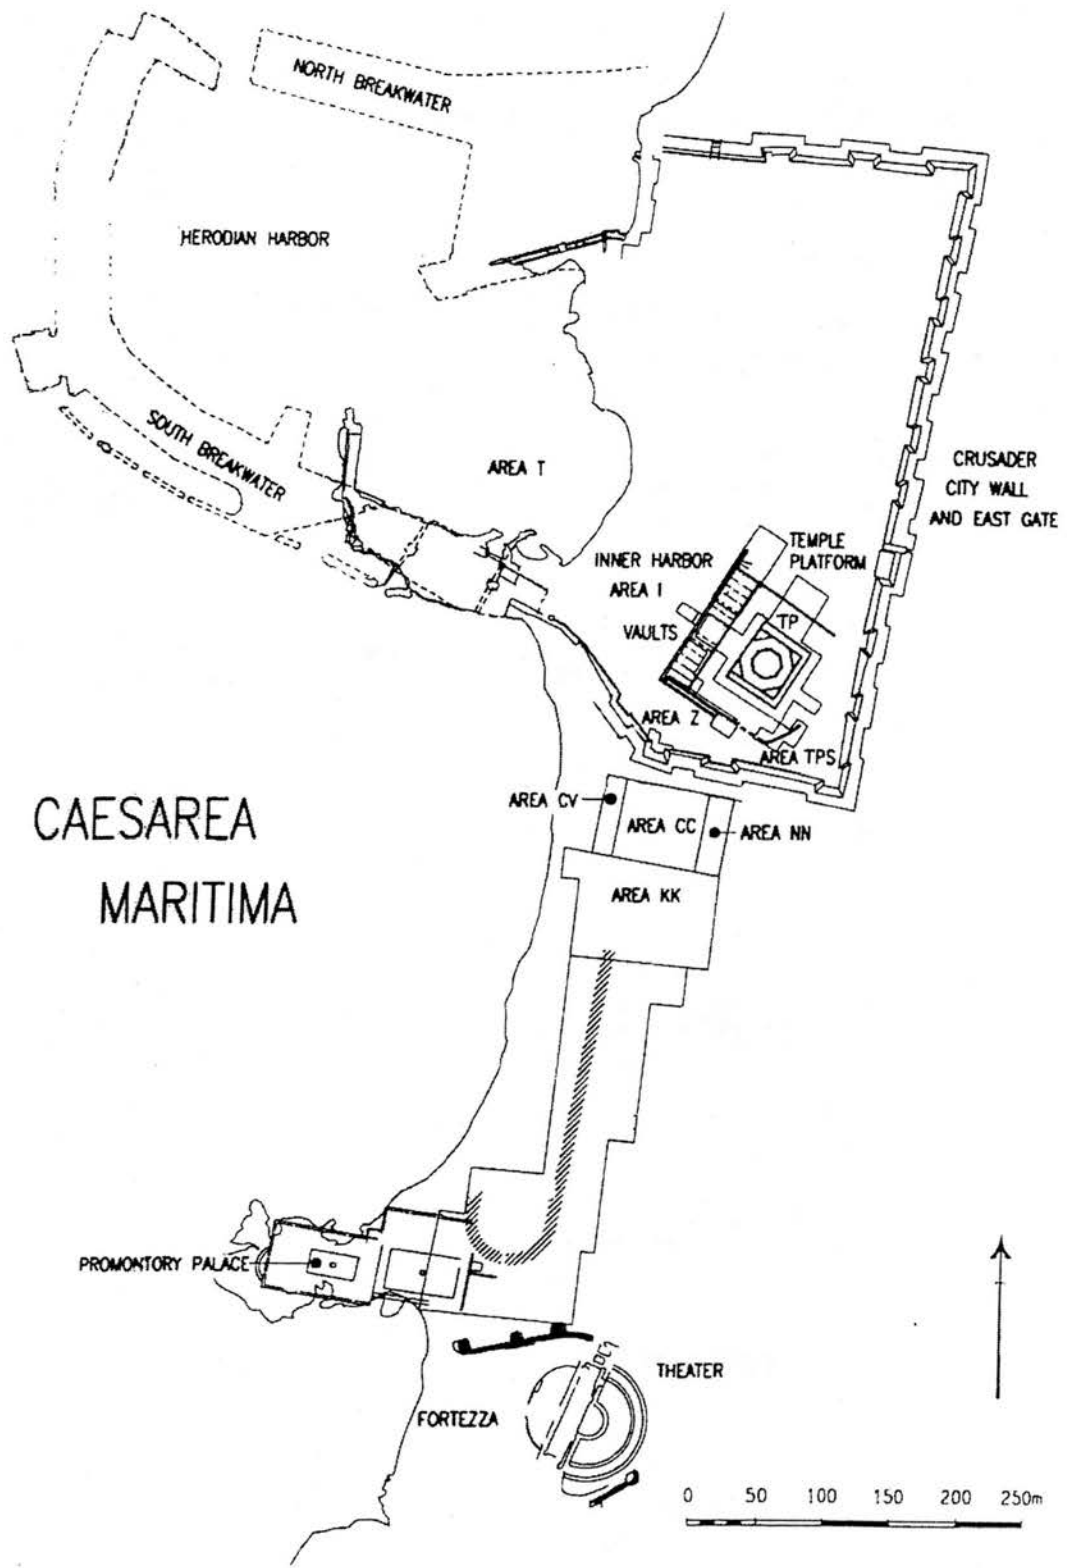 NORTH BREAKWATER
HERODIAN HARBOR
SOUTH BREAKWATER
AREA T
CRUSADER
CITY WALL
AND EAST GATE
INNER HARBOR
AREA I
TEMPLE
PLATFORM
VAULTS
TP
AREA Z
AREA TPS
AREA CV
AREA CC
AREA NN
CAESAREA
MARITIMA
AREA KK
PROMONTORY PALACE
THEATER
FORTEZZA
0 50 100 150 200 250m